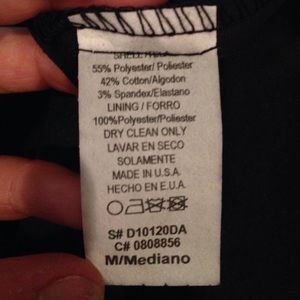 55% Polyester/ Poliester
42% Cotton/Algodon
3% Spandex/Elastano
LINING / FORRO
100%Polyester/Poliester
DRY CLEAN ONLY
LAVAR EN SECO
SOLAMENTE
MADE IN U.S.A.
HECHO EN E.U.A.
S# D10120DA
C# 0808856
M/Mediano